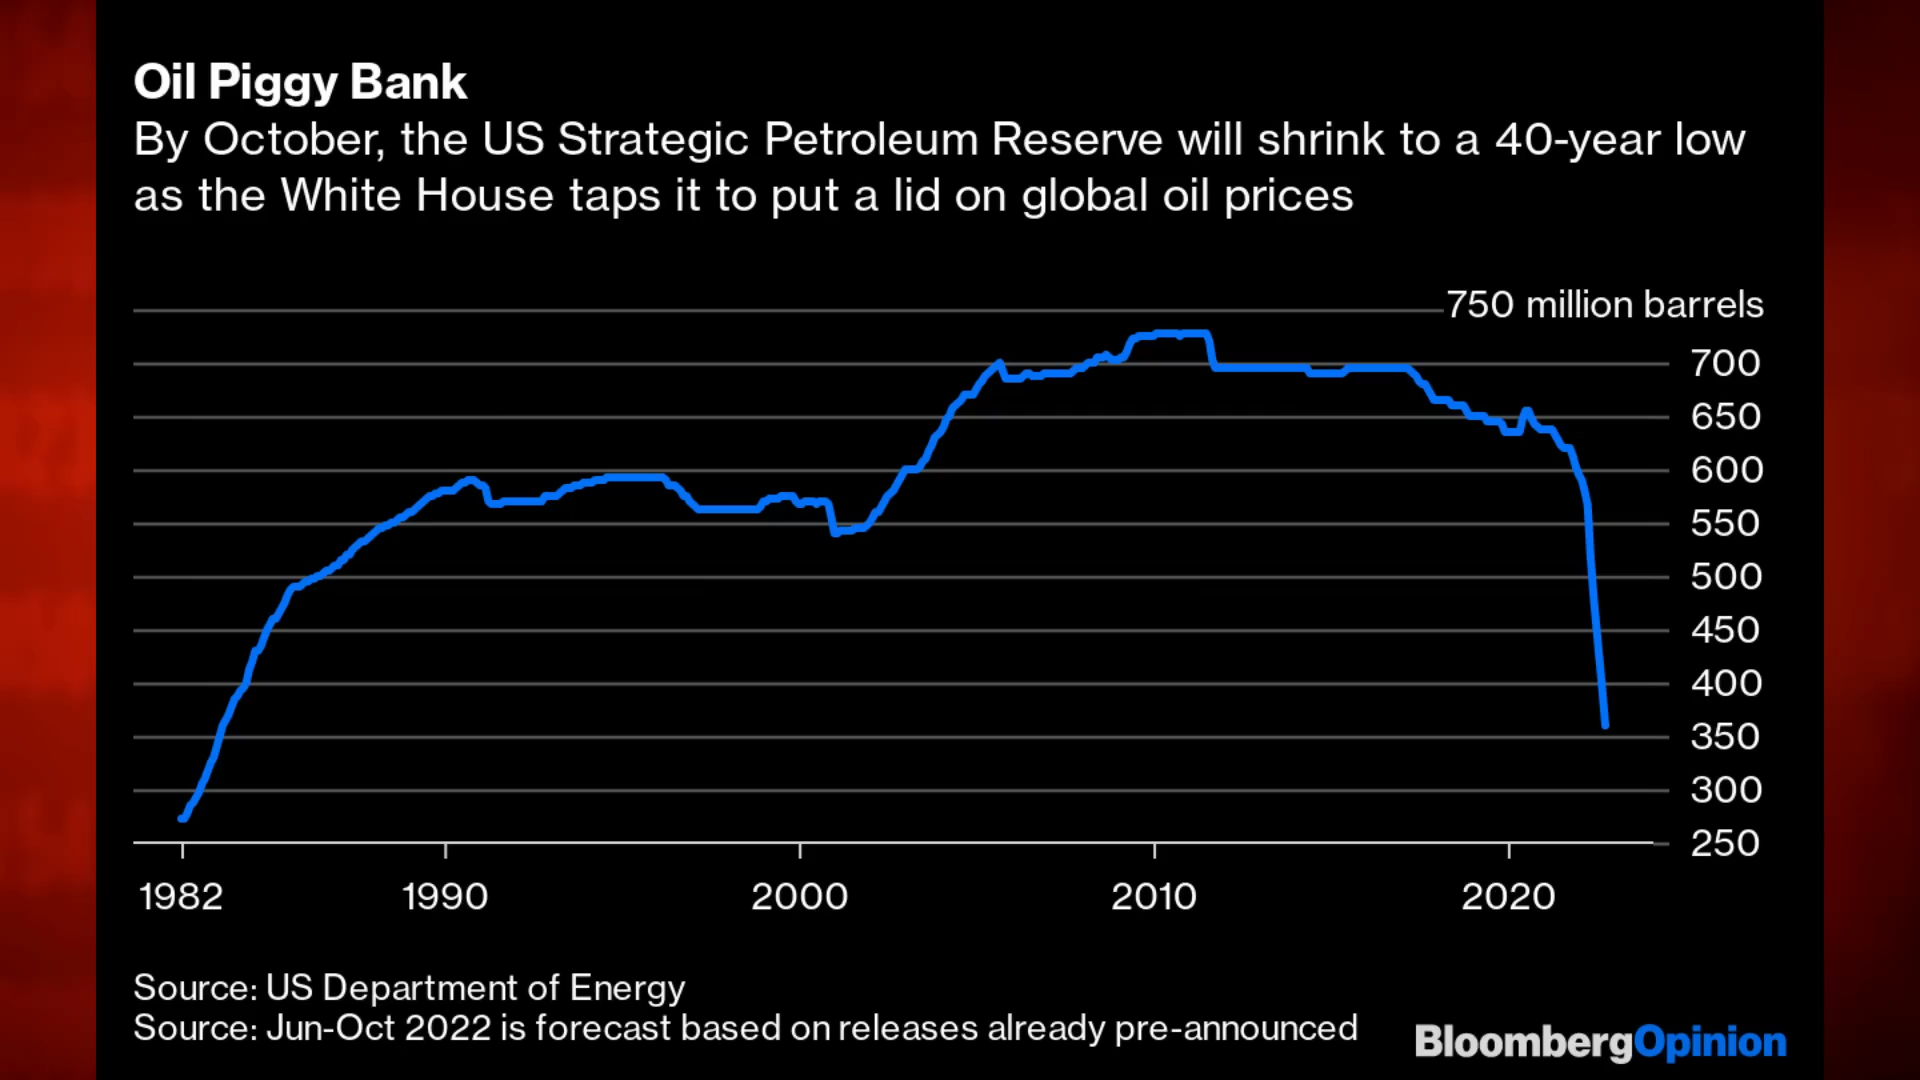 Oil Piggy Bank
By October, the US Strategic Petroleum Reserve will shrink to a 40-year low
as the White House taps it to put a lid on global oil prices
750 million barrels
700
650
600
550
500
450
400
350
300
250
1982 1990 2000 2010 2020
Source: US Department of Energy
Source: Jun-Oct 2022 is forecast based on releases already pre-announced
BloombergOpinion